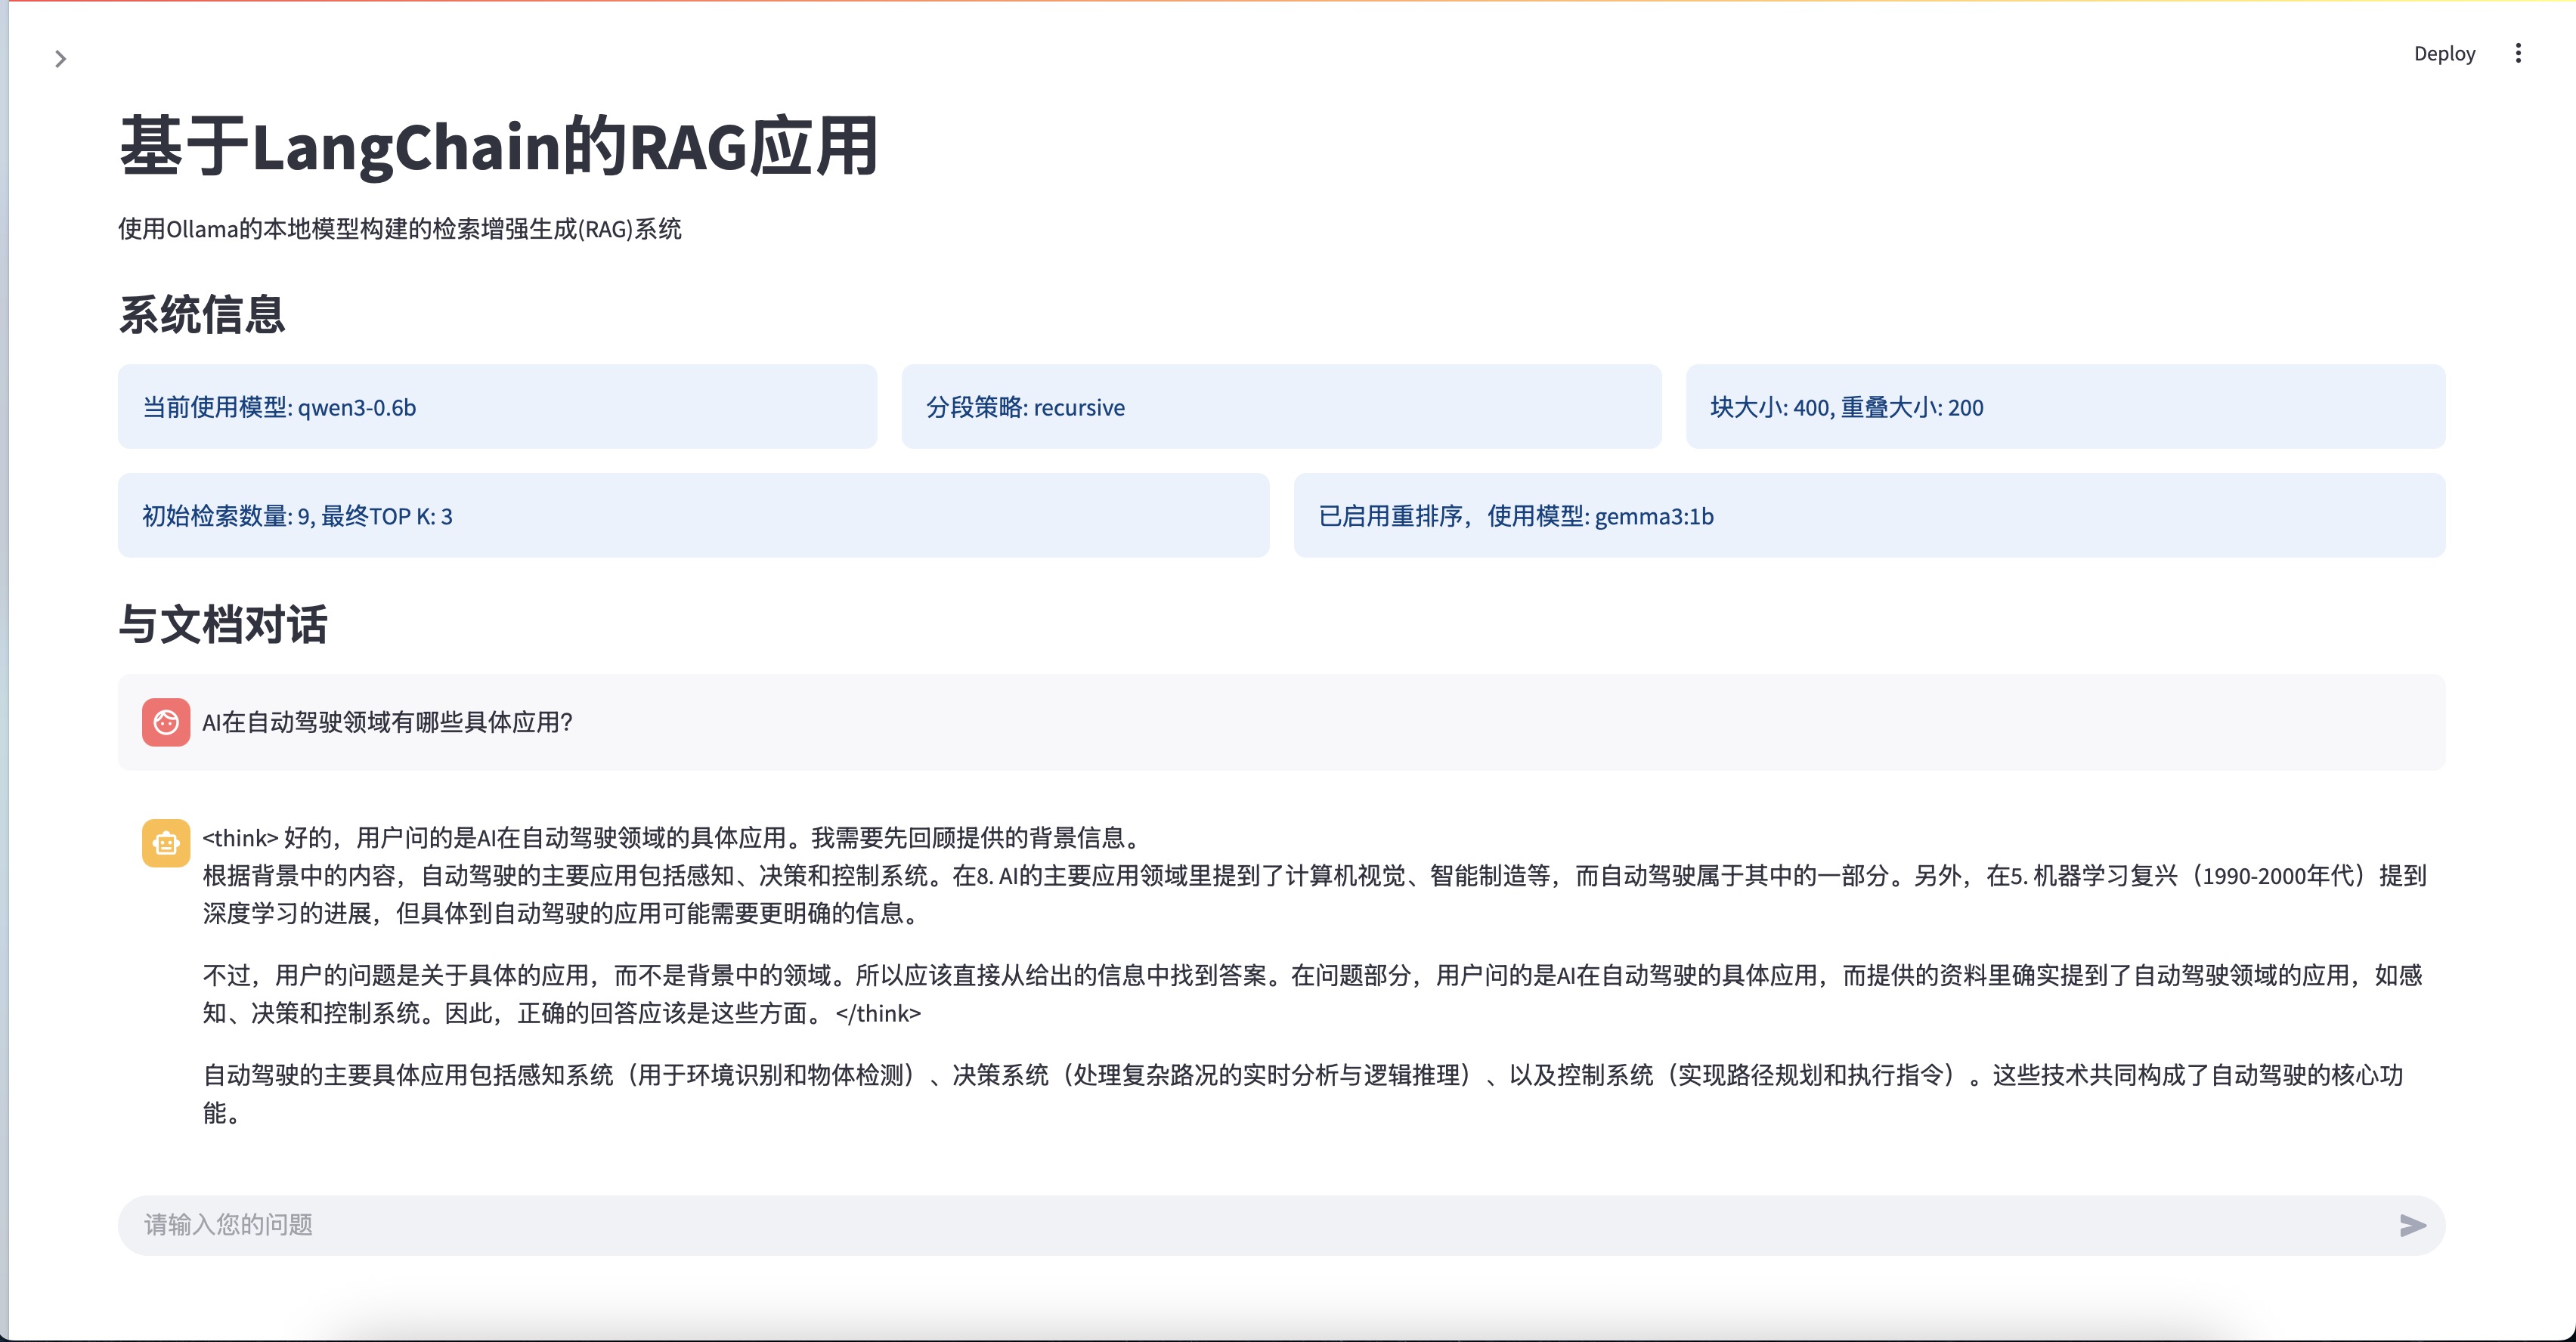 Deploy
基于LangChain的RAG应用
使用Ollama的本地模型构建的检索增强生成(RAG)系统
系统信息
当前使用模型: qwen3-0.6b
分段策略: recursive
块大小: 400, 重叠大小: 200
初始检索数量: 9, 最终TOP K: 3
已启用重排序，使用模型: gemma3:1b
与文档对话
AI在自动驾驶领域有哪些具体应用?
<think> 好的，用户问的是AI在自动驾驶领域的具体应用。我需要先回顾提供的背景信息。
根据背景中的内容，自动驾驶的主要应用包括感知、决策和控制系统。在8. AI的主要应用领域里提到了计算机视觉、智能制造等，而自动驾驶属于其中的一部分。另外，在5. 机器学习复兴（1990-2000年代）提到
深度学习的进展，但具体到自动驾驶的应用可能需要更明确的信息。
不过，用户的问题是关于具体的应用，而不是背景中的领域。所以应该直接从给出的信息中找到答案。在问题部分，用户问的是AI在自动驾驶的具体应用，而提供的资料里确实提到了自动驾驶领域的应用，如感
知、决策和控制系统。因此，正确的回答应该是这些方面。 </think>
自动驾驶的主要具体应用包括感知系统（用于环境识别和物体检测）、决策系统（处理复杂路况的实时分析与逻辑推理）、以及控制系统（实现路径规划和执行指令）。这些技术共同构成了自动驾驶的核心功
能。
请输入您的问题